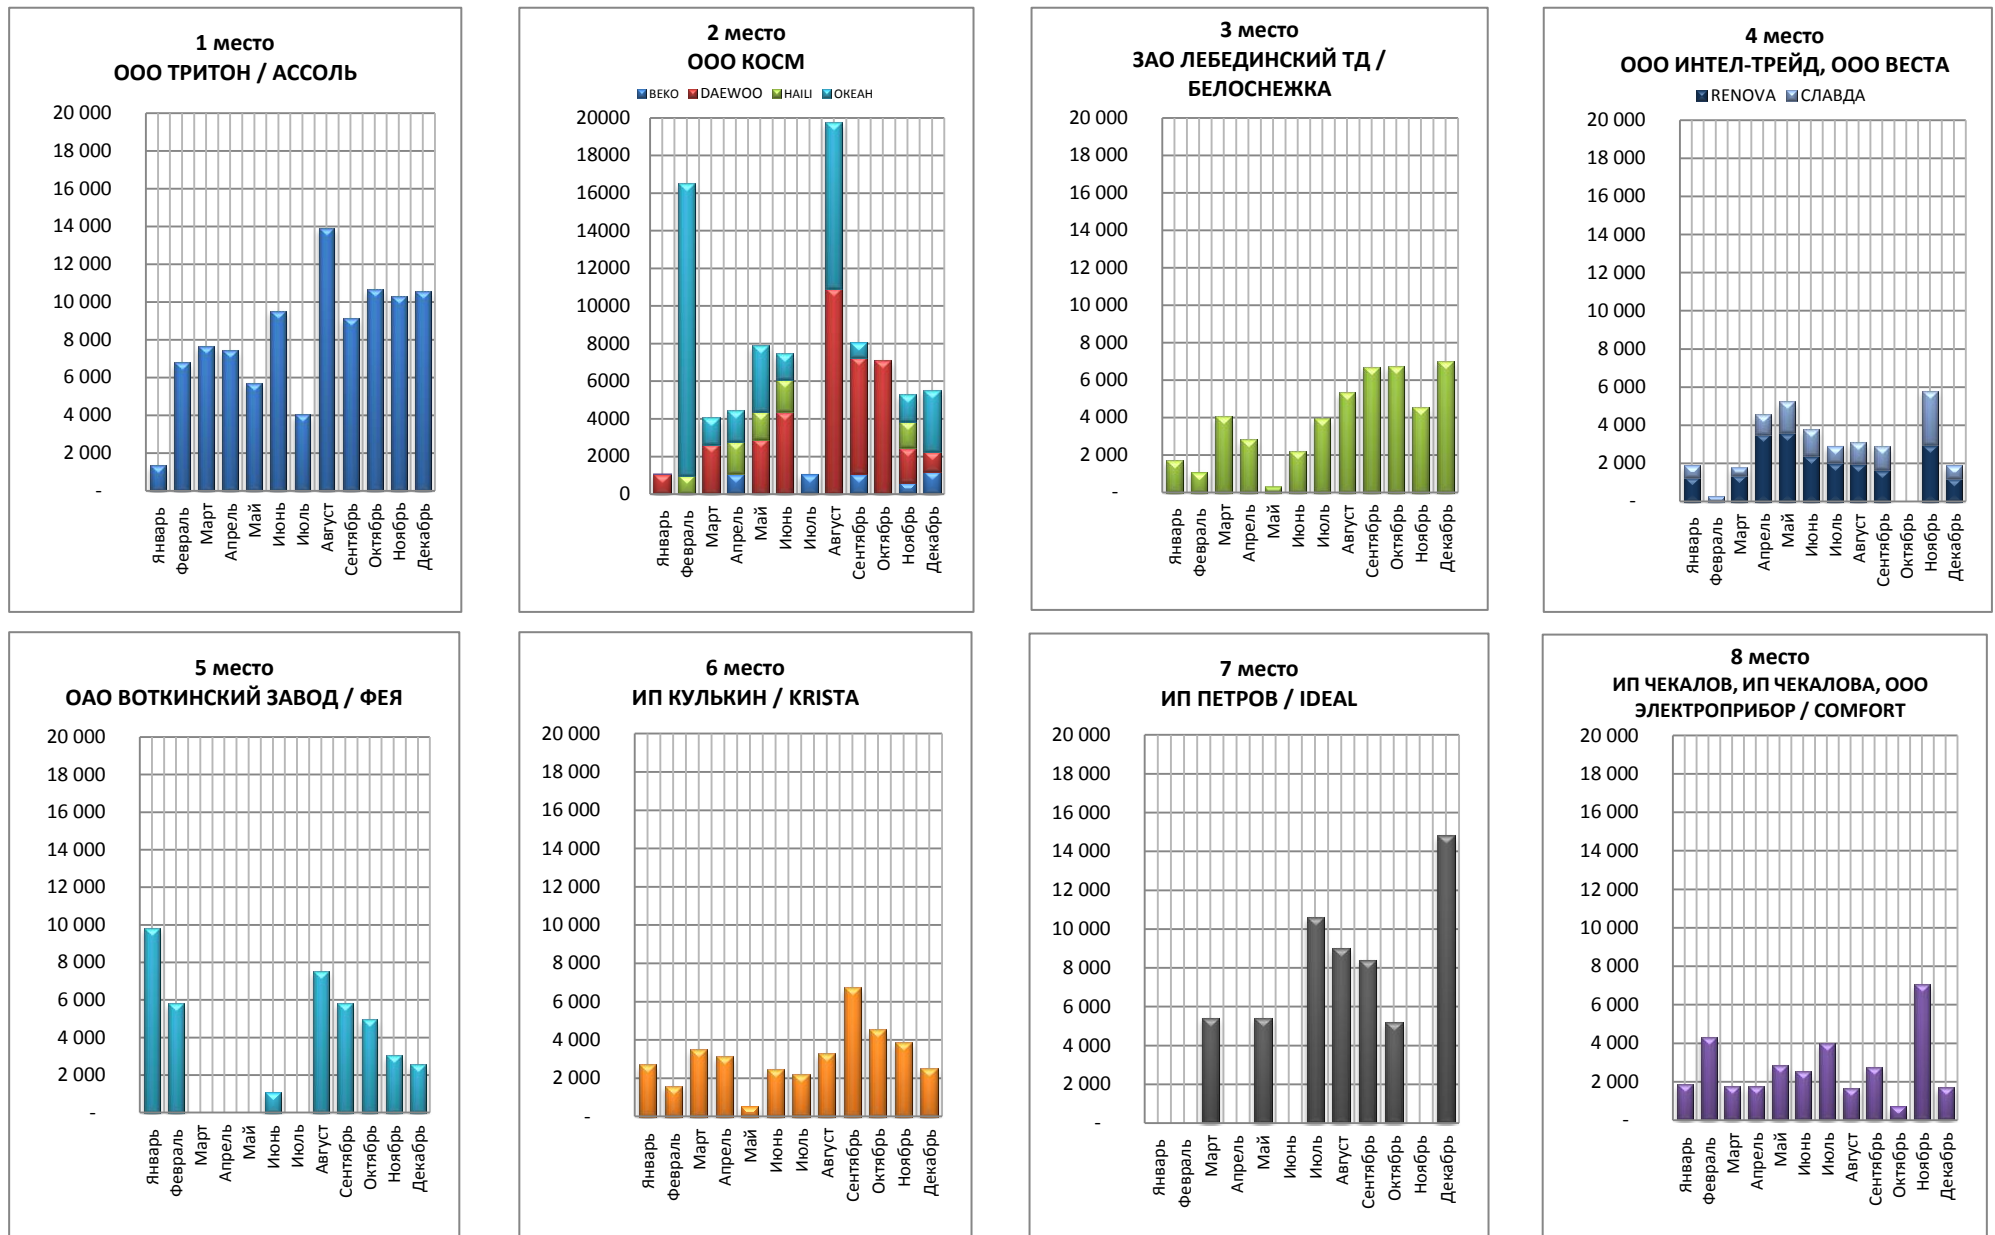 1 место
ООО ТРИТОН / АССОЛЬ
20 000
18 000
16 000
14 000
12 000
10 000
8 000
6 000
4 000
2 000
-
Январь
Февраль
Март
Апрель
Май
Июнь
Июль
Август
Сентябрь
Октябрь
Ноябрь
Декабрь
2 место
ООО КОСМ
BEKO DAEWOO HAILI ОКЕАН
20000
18000
16000
14000
12000
10000
8000
6000
4000
2000
0
Январь
Февраль
Март
Апрель
Май
Июнь
Июль
Август
Сентябрь
Октябрь
Ноябрь
Декабрь
3 место
ЗАО ЛЕБЕДИНСКИЙ ТД /
БЕЛОСНЕЖКА
20 000
18 000
16 000
14 000
12 000
10 000
8 000
6 000
4 000
2 000
-
Январь
Февраль
Март
Апрель
Май
Июнь
Июль
Август
Сентябрь
Октябрь
Ноябрь
Декабрь
4 место
ООО ИНТЕЛ-ТРЕЙД, ООО ВЕСТА
RENOVA СЛАВДА
20 000
18 000
16 000
14 000
12 000
10 000
8 000
6 000
4 000
2 000
-
Январь
Февраль
Март
Апрель
Май
Июнь
Июль
Август
Сентябрь
Октябрь
Ноябрь
Декабрь
5 место
ОАО ВОТКИНСКИЙ ЗАВОД / ФЕЯ
20 000
18 000
16 000
14 000
12 000
10 000
8 000
6 000
4 000
2 000
-
Январь
Февраль
Март
Апрель
Май
Июнь
Июль
Август
Сентябрь
Октябрь
Ноябрь
Декабрь
6 место
ИП КУЛЬКИН / KRISTA
20 000
18 000
16 000
14 000
12 000
10 000
8 000
6 000
4 000
2 000
-
Январь
Февраль
Март
Апрель
Май
Июнь
Июль
Август
Сентябрь
Октябрь
Ноябрь
Декабрь
7 место
ИП ПЕТРОВ / IDEAL
20 000
18 000
16 000
14 000
12 000
10 000
8 000
6 000
4 000
2 000
-
Январь
Февраль
Март
Апрель
Май
Июнь
Июль
Август
Сентябрь
Октябрь
Ноябрь
Декабрь
8 место
ИП ЧЕКАЛОВ, ИП ЧЕКАЛОВА, ООО
ЭЛЕКТРОПРИБОР / COMFORT
20 000
18 000
16 000
14 000
12 000
10 000
8 000
6 000
4 000
2 000
-
Январь
Февраль
Март
Апрель
Май
Июнь
Июль
Август
Сентябрь
Октябрь
Ноябрь
Декабрь